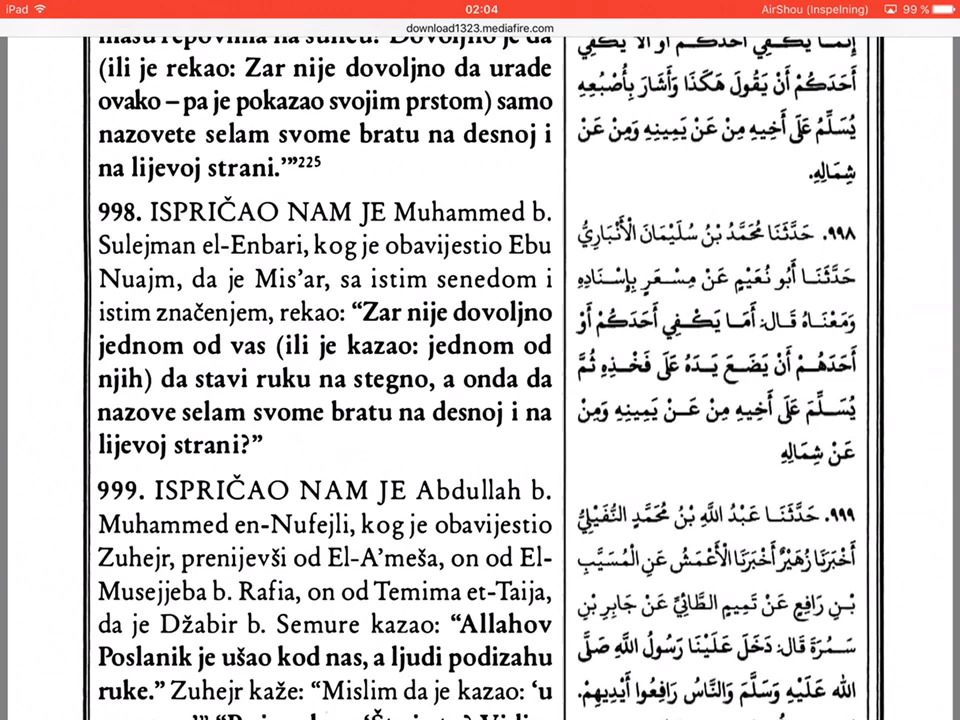 iPad
02:04
AirShou (Inspelning)
99 %
download1323.mediafire.com
(ili je rekao: Zar nije dovoljno da urade
ovako – pa je pokazao svojim prstom) samo
nazovete selam svome bratu na desnoj i
na lijevoj strani.’”225
998. ISPRIČAO NAM JE Muhammed b.
Sulejman el-Enbari, kog je obavijestio Ebu
Nuajm, da je Mis’ar, sa istim senedom i
istim značenjem, rekao: “Zar nije dovoljno
jednom od vas (ili je kazao: jednom od
njih) da stavi ruku na stegno, a onda da
nazove selam svome bratu na desnoj i na
lijevoj strani?”
999. ISPRIČAO NAM JE Abdullah b.
Muhammed en-Nufejli, kog je obavijestio
Zuhejr, prenijevši od El-A’meša, on od El-
Musejjeba b. Rafia, on od Temima et-Taija,
da je Džabir b. Semure kazao: “Allahov
Poslanik je ušao kod nas, a ljudi podizahu
ruke.” Zuhejr kaže: “Mislim da je kazao: ‘u
إِنَّمَا يَكْفِي أَحَدَكُمْ أَوْ أَلَا يَكْفِي
أَحَدَكُمْ أَنْ يَقُولَ هَكَذَا وَأَشَارَ بِأُصْبُعِهِ
يُسَلِّمُ عَلَى أَخِيهِ مِنْ عَنْ يَمِينِهِ وَمِنْ عَنْ
شِمَالِهِ.
٩٩٨. حَدَّثَنَا مُحَمَّدُ بْنُ سُلَيْمَانَ الْأَنْبَارِيُّ
حَدَّثَنَا أَبُو نُعَيْمٍ عَنْ مِسْعَرٍ بِإِسْنَادِهِ
وَمَعْنَاهُ قَالَ: أَمَا يَكْفِي أَحَدَكُمْ أَوْ
أَحَدَهُمْ أَنْ يَضَعَ يَدَهُ عَلَى فَخْذِهِ ثُمَّ
يُسَلِّمَ عَلَى أَخِيهِ مِنْ عَنْ يَمِينِهِ وَمِنْ
عَنْ شِمَالِهِ
٩٩٩. حَدَّثَنَا عَبْدُ اللَّهِ بْنُ مُحَمَّدٍ النُّفَيْلِيُّ
أَخْبَرَنَا زُهَيْرٌ أَخْبَرَنَا الْأَعْمَشُ عَنِ الْمُسَيَّبِ
بْنِ رَافِعٍ عَنْ تَمِيمٍ الطَّائِيِّ عَنْ جَابِرِ بْنِ
سَمُرَةَ قَالَ: دَخَلَ عَلَيْنَا رَسُولُ اللَّهِ صَلَّى
الله عَلَيْهِ وَسَلَّمَ وَالنَّاسُ رَافِعُوا أَيْدِيهِمْ.